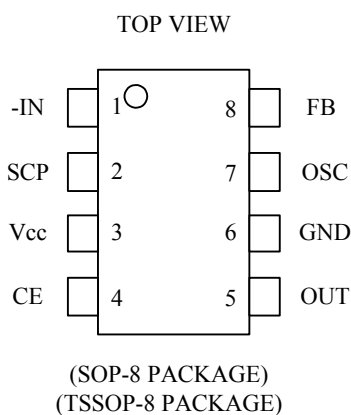 TOP VIEW
-IN 1 8 FB
SCP 2 7 OSC
Vcc 3 6 GND
CE 4 5 OUT
(SOP-8 PACKAGE)
(TSSOP-8 PACKAGE)